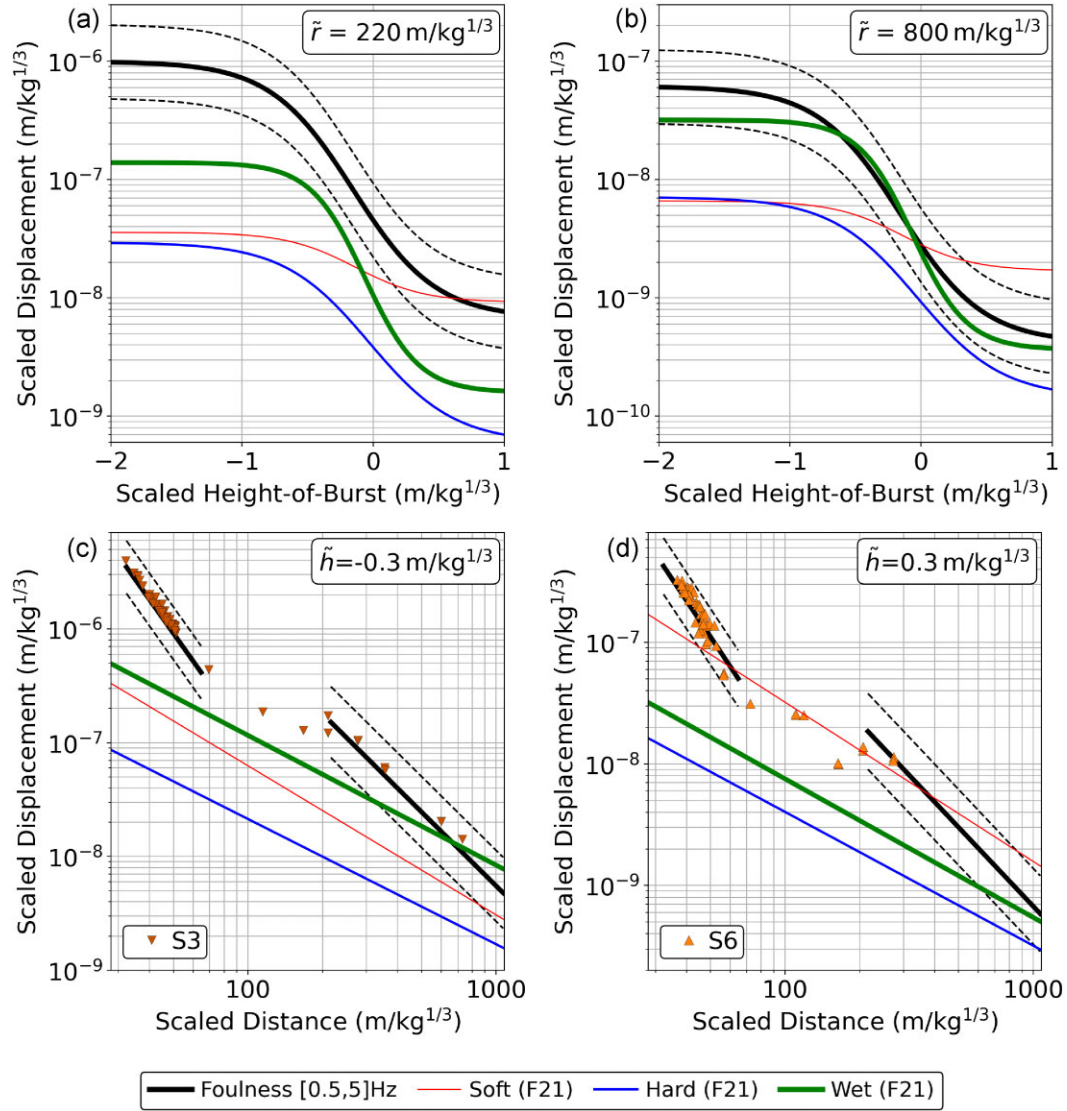 (a)
r̃ = 220 m/kg^{1/3}
10^{-6}
10^{-7}
10^{-8}
10^{-9}
Scaled Displacement (m/kg^{1/3})
-2 -1 0 1
Scaled Height-of-Burst (m/kg^{1/3})
(b)
r̃ = 800 m/kg^{1/3}
10^{-7}
10^{-8}
10^{-9}
10^{-10}
Scaled Displacement (m/kg^{1/3})
-2 -1 0 1
Scaled Height-of-Burst (m/kg^{1/3})
(c)
h̃=-0.3 m/kg^{1/3}
10^{-6}
10^{-7}
10^{-8}
10^{-9}
Scaled Displacement (m/kg^{1/3})
S3
100 1000
Scaled Distance (m/kg^{1/3})
(d)
h̃=0.3 m/kg^{1/3}
10^{-6}
10^{-7}
10^{-8}
10^{-9}
Scaled Displacement (m/kg^{1/3})
S6
100 1000
Scaled Distance (m/kg^{1/3})
Foulness [0.5,5]Hz Soft (F21) Hard (F21) Wet (F21)